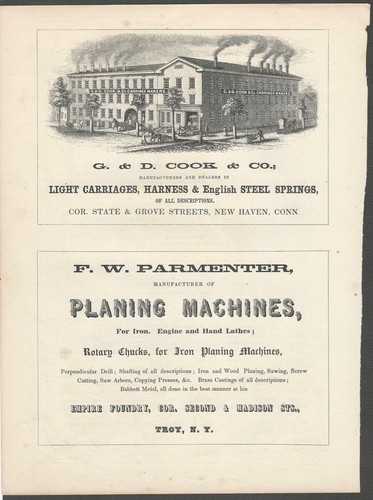 G. & D. COOK & CO.;
MANUFACTURERS AND DEALERS IN
LIGHT CARRIAGES, HARNESS & English STEEL SPRINGS,
OF ALL DESCRIPTIONS.
COR. STATE & GROVE STREETS, NEW HAVEN, CONN.
F. W. PARMENTER,
MANUFACTURER OF
PLANING MACHINES,
For Iron. Engine and Hand Lathes;
Rotary Chucks, for Iron Planing Machines,
Perpendicular Drill; Shafting of all descriptions; Iron and Wood Planing, Sawing, Screw
Cutting, Saw Arbors, Copying Presses, &c. Brass Castings of all descriptions;
Babbett Metal, all done in the best manner at his
EMPIRE FOUNDRY, COR. SECOND & MADISON STS.,
TROY, N. Y.